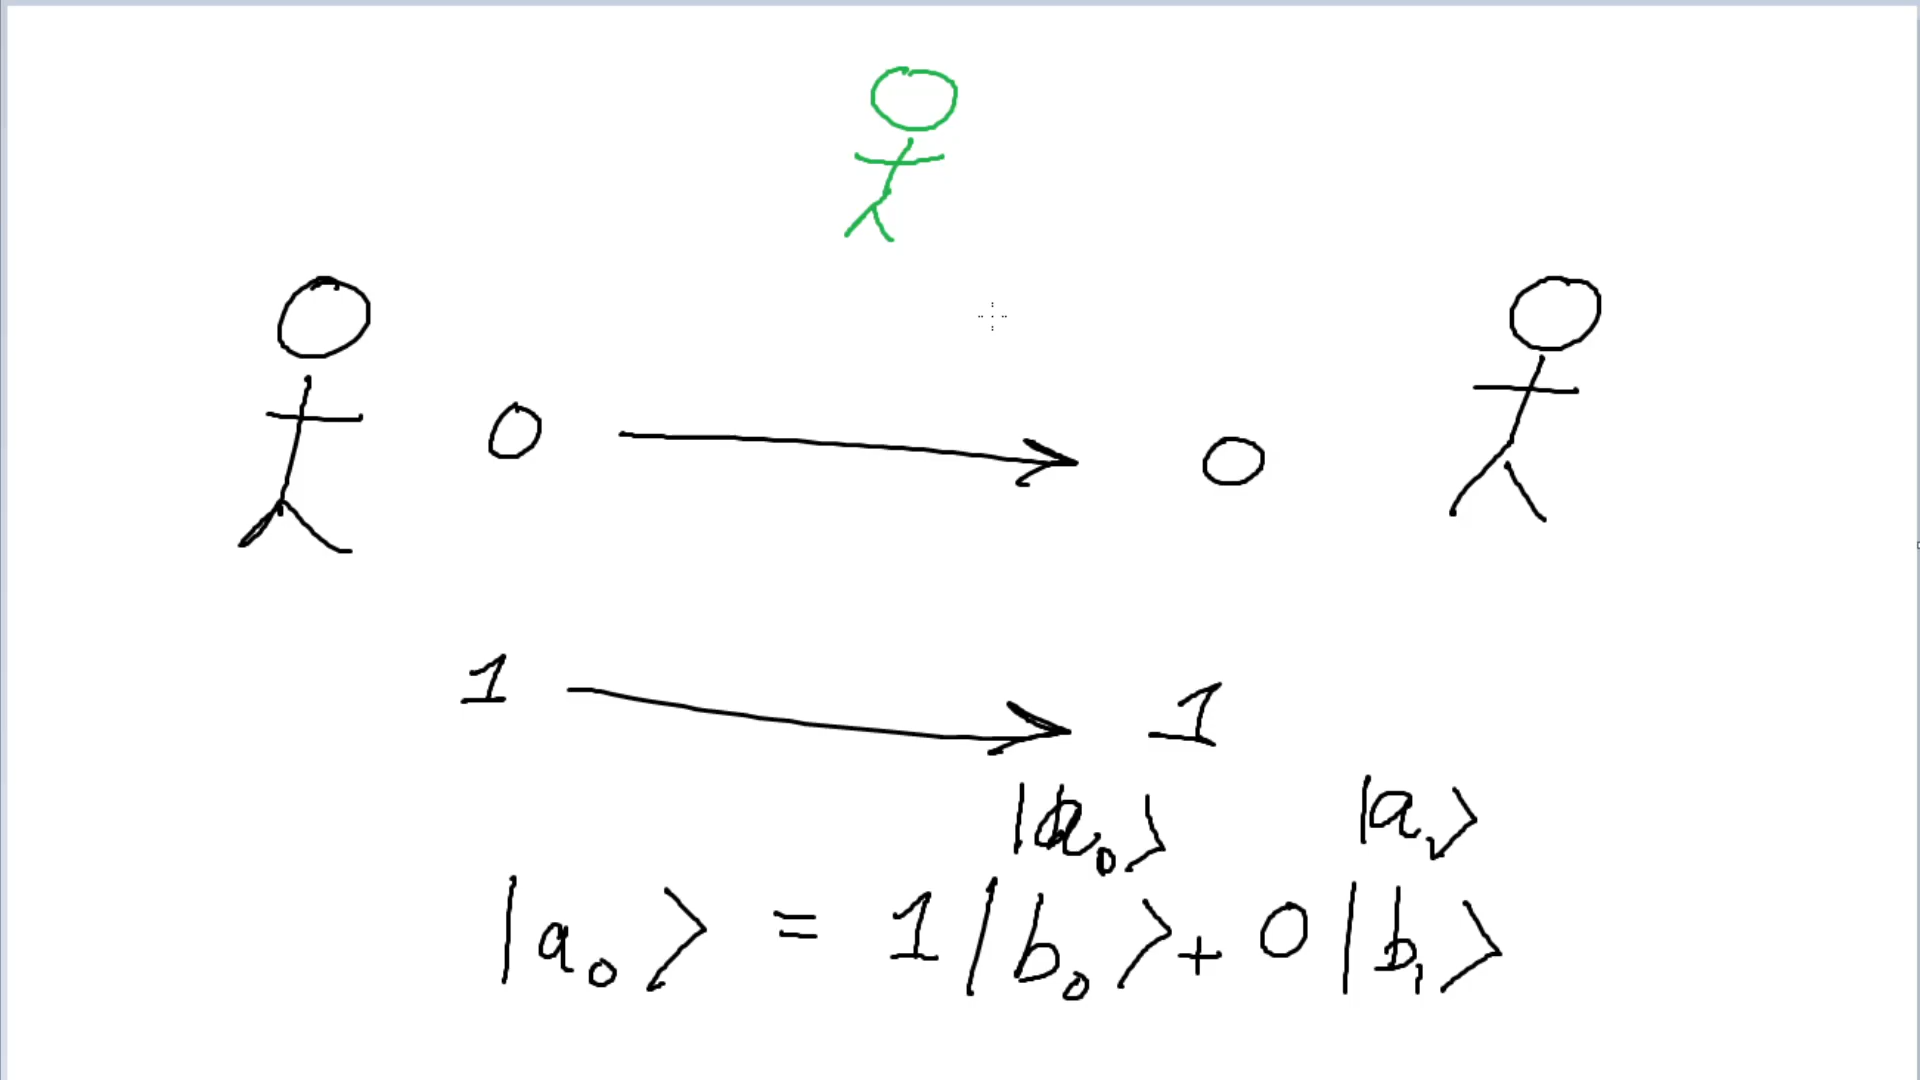 0 → 0
1 → 1
|a₀⟩ |a₁⟩
|a₀⟩ = 1|b₀⟩ + 0|b₁⟩